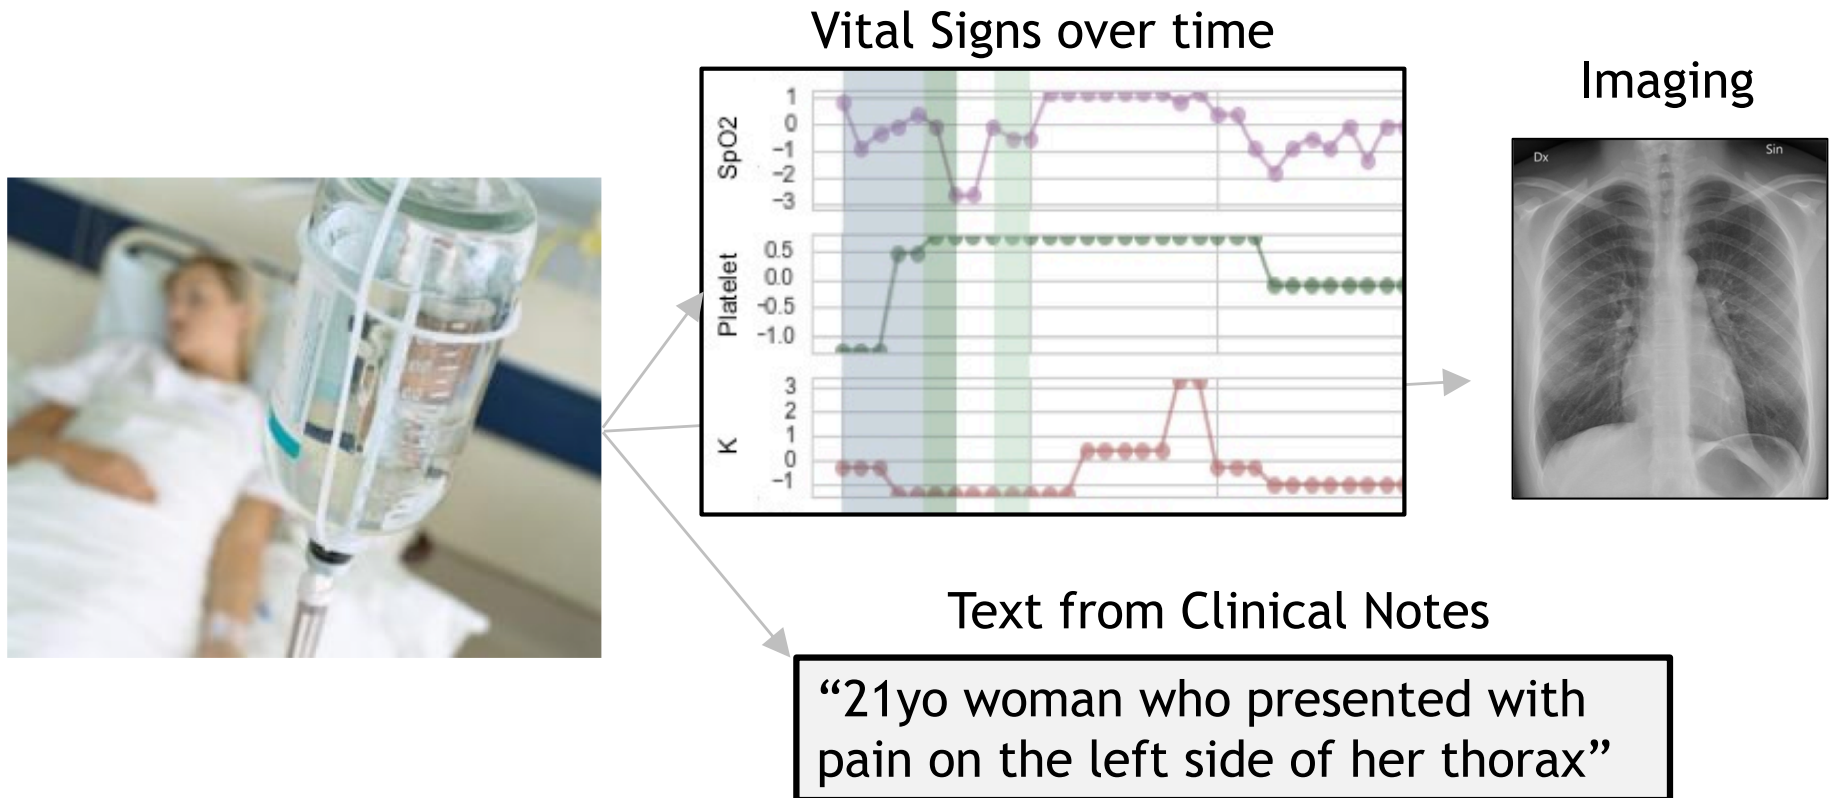 Vital Signs over time
SpO2
1
0
−1
−2
−3
Platelet
0.5
0.0
−0.5
−1.0
K
3
2
1
0
−1
Imaging
Dx
Sin
Text from Clinical Notes
“21yo woman who presented with
pain on the left side of her thorax”